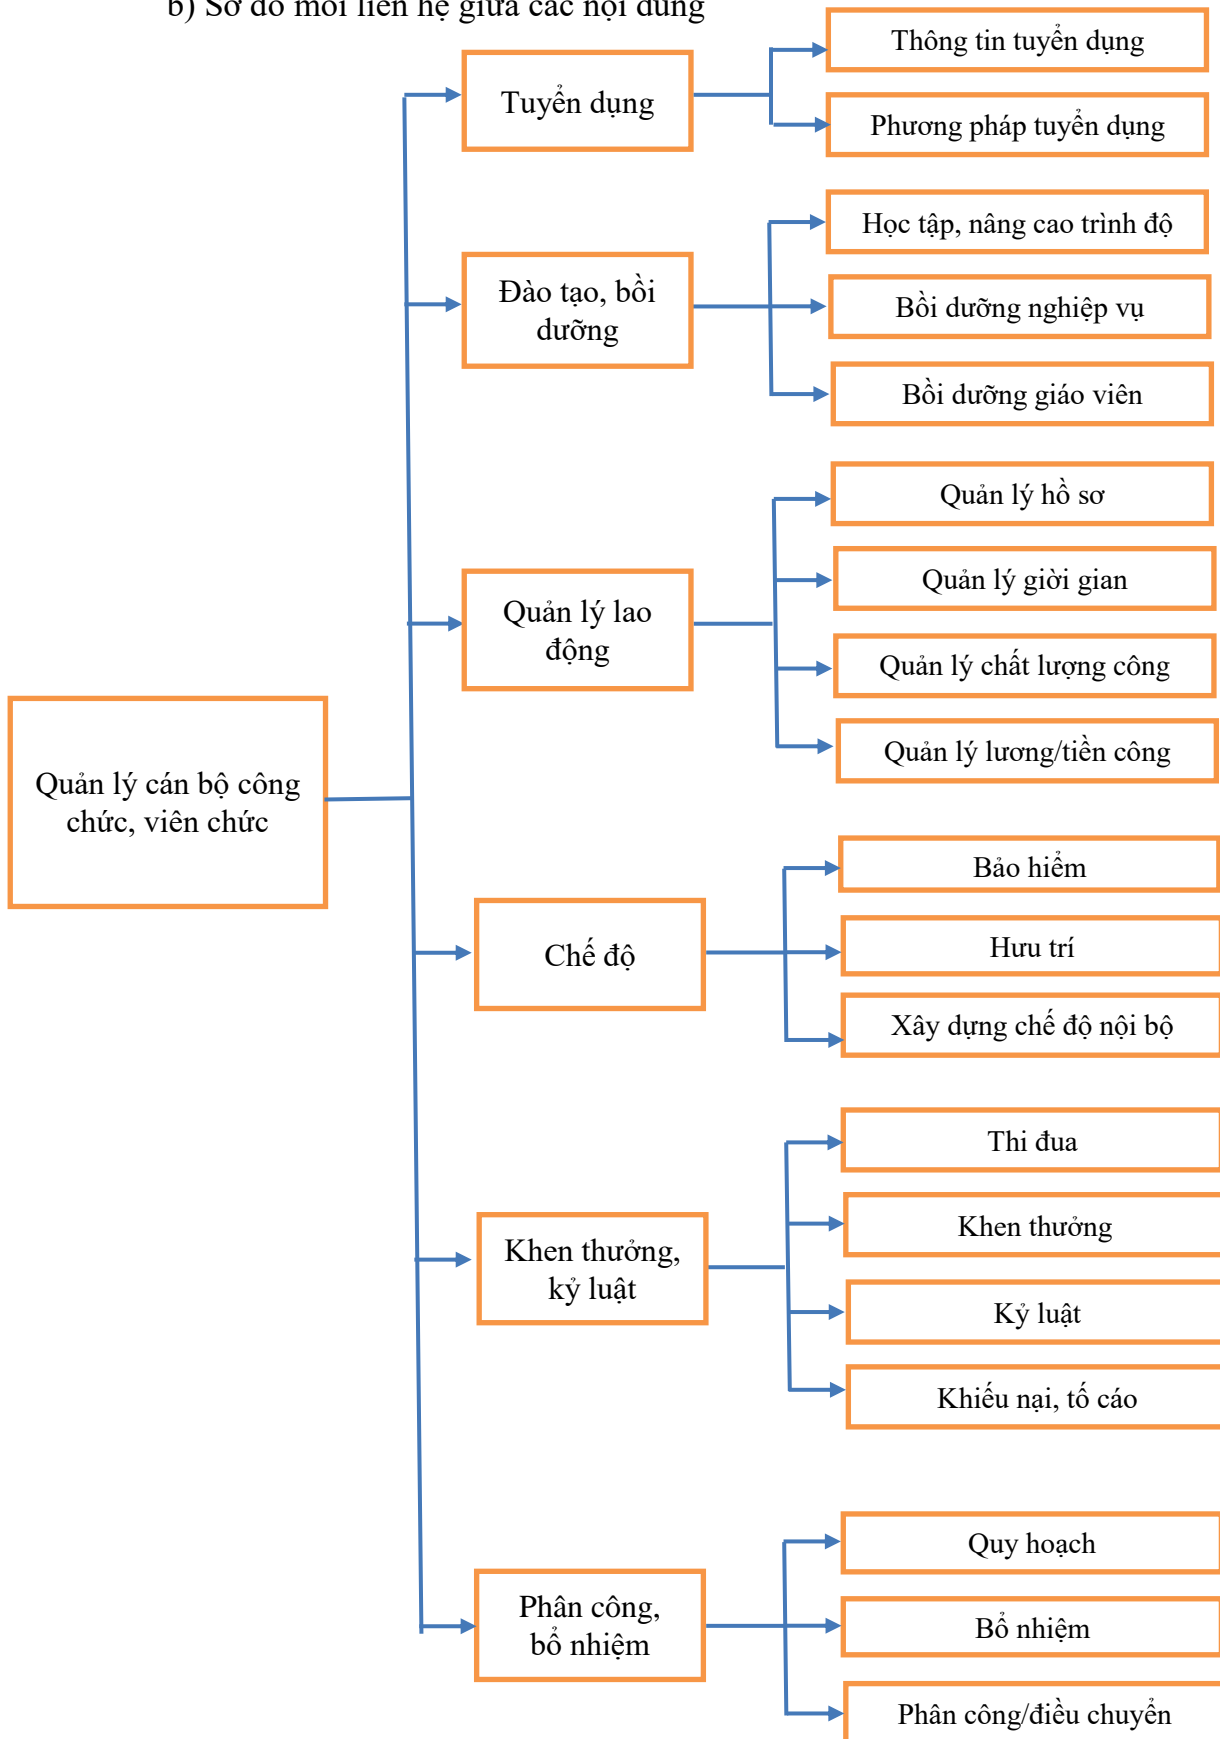 b) Sơ đồ mối liên hệ giữa các nội dung
Thông tin tuyển dụng
Tuyển dụng
Phương pháp tuyển dụng
Học tập, nâng cao trình độ
Đào tạo, bồi
dưỡng
Bồi dưỡng nghiệp vụ
Bồi dưỡng giáo viên
Quản lý hồ sơ
Quản lý giời gian
Quản lý lao
động
Quản lý chất lượng công
Quản lý lương/tiền công
Quản lý cán bộ công
chức, viên chức
Bảo hiểm
Chế độ
Hưu trí
Xây dựng chế độ nội bộ
Thi đua
Khen thưởng
Khen thưởng,
kỷ luật
Kỷ luật
Khiếu nại, tố cáo
Quy hoạch
Phân công,
bổ nhiệm
Bổ nhiệm
Phân công/điều chuyển